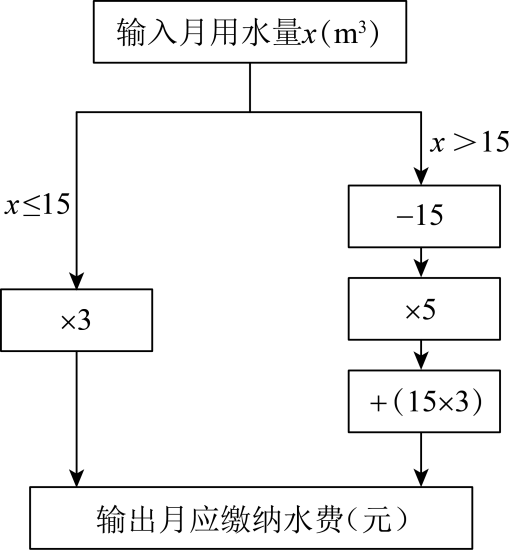 输入月用水量x(m³)
x>15
x≤15
−15
×3
×5
+(15×3)
输出月应缴纳水费(元)